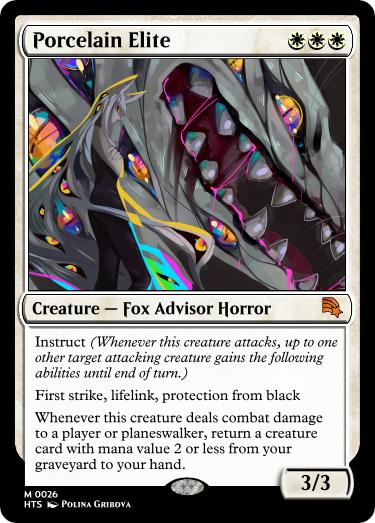 Porcelain Elite
Creature — Fox Advisor Horror
Instruct (Whenever this creature attacks, up to one
other target attacking creature gains the following
abilities until end of turn.)
First strike, lifelink, protection from black
Whenever this creature deals combat damage
to a player or planeswalker, return a creature
card with mana value 2 or less from your
graveyard to your hand.
3/3
M 0026
HTS POLINA GRIBOVA